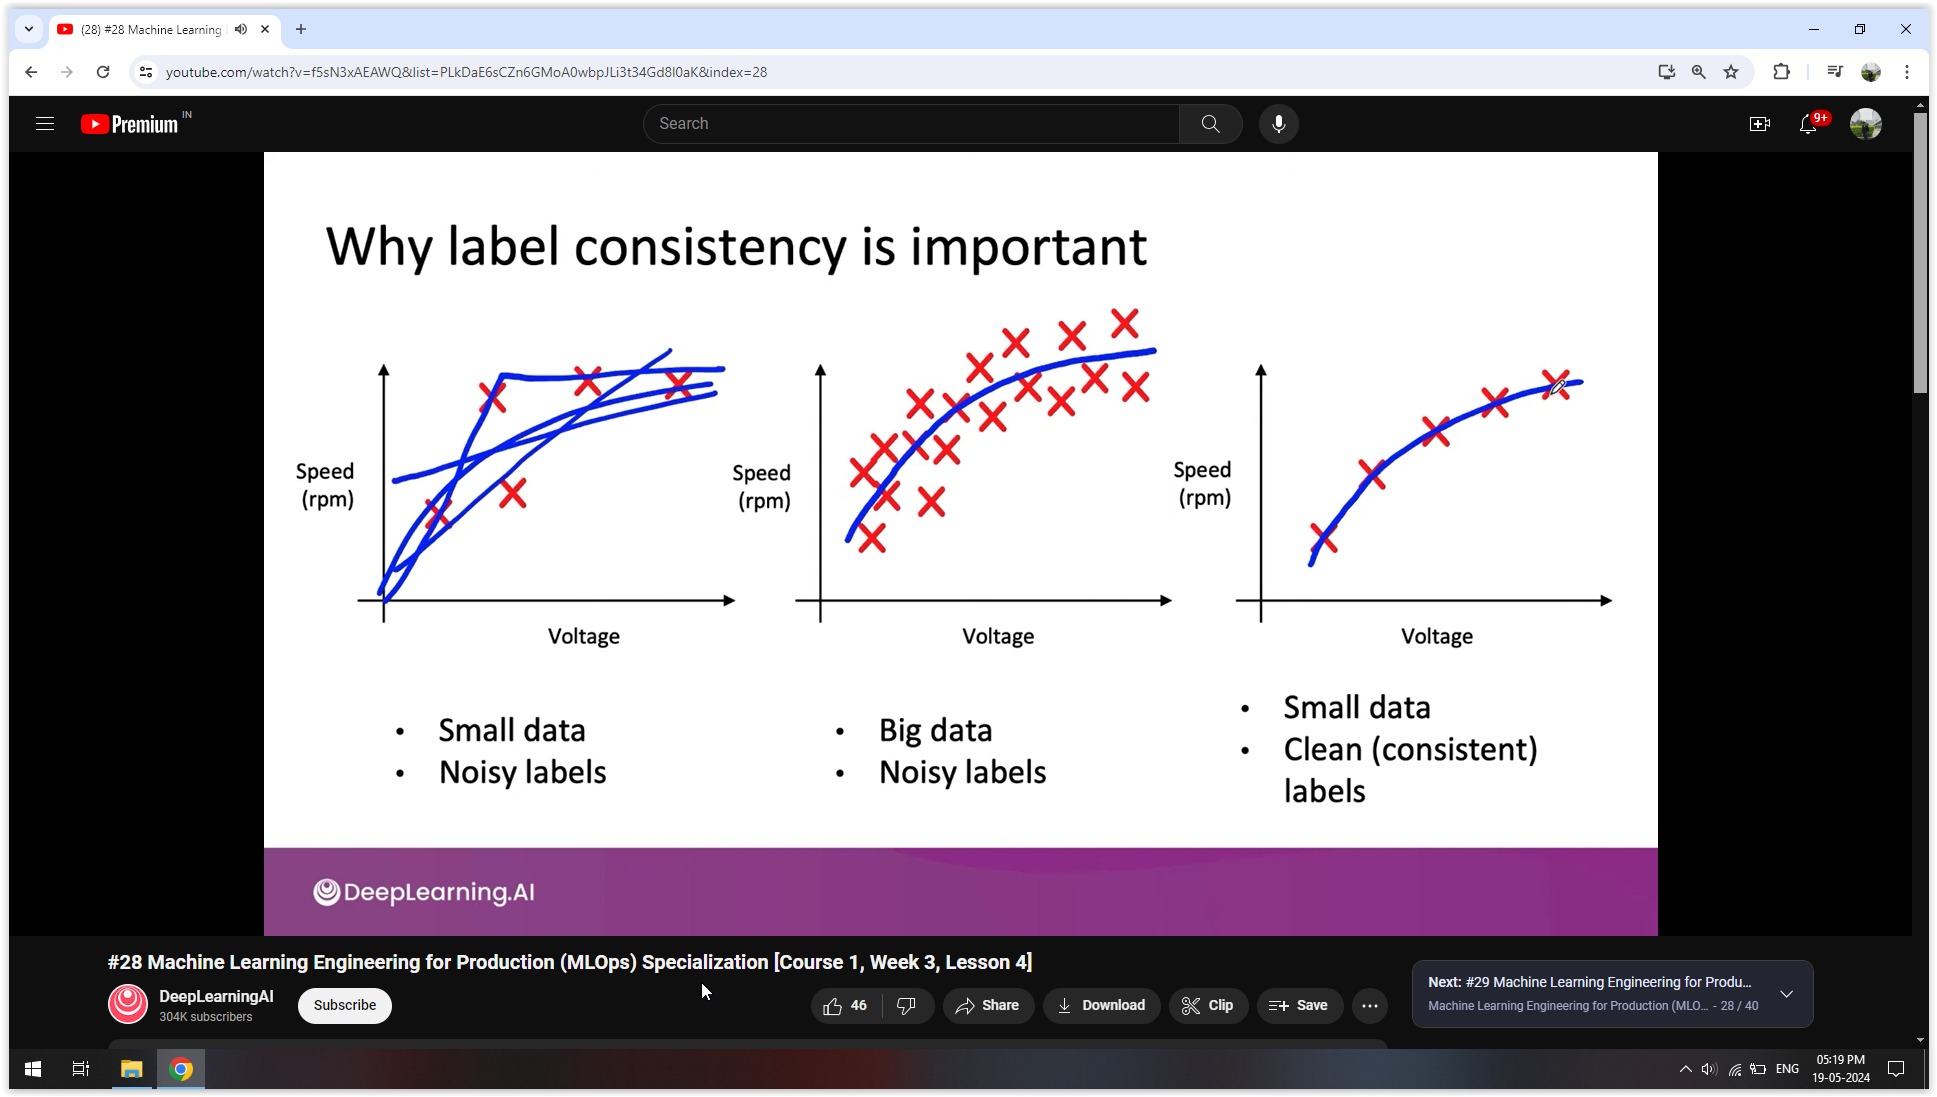 (28) #28 Machine Learning
youtube.com/watch?v=f5sN3xAEAWQ&list=PLkDaE6sCZn6GMoA0wbpJLi3t34Gd8l0aK&index=28
Premium IN
Search
9+
Why label consistency is important
Speed
(rpm)
Voltage
Speed
(rpm)
Voltage
Speed
(rpm)
Voltage
• Small data
• Noisy labels
• Big data
• Noisy labels
• Small data
• Clean (consistent)
labels
DeepLearning.AI
#28 Machine Learning Engineering for Production (MLOps) Specialization [Course 1, Week 3, Lesson 4]
DeepLearningAI
304K subscribers
Subscribe
46
Share
Download
Clip
Save
Next: #29 Machine Learning Engineering for Produ...
Machine Learning Engineering for Production (MLO... - 28 / 40
ENG
05:19 PM
19-05-2024